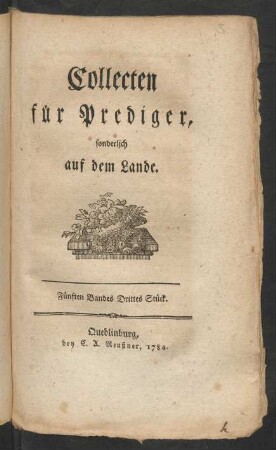 Collecten
für Prediger,
sonderlich
auf dem Lande.
Fünften Bandes Drittes Stück.
Quedlinburg,
bey C. A. Reußner, 1784.